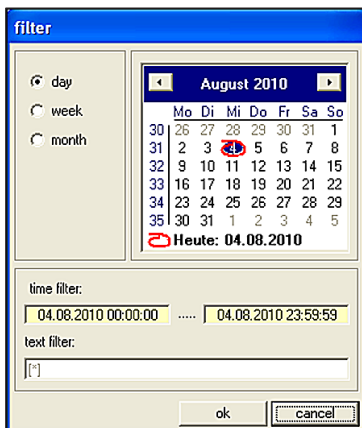 filter
day
week
month
August 2010
Mo Di Mi Do Fr Sa So
30 26 27 28 29 30 31 1
31 2 3 4 5 6 7 8
32 9 10 11 12 13 14 15
33 16 17 18 19 20 21 22
34 23 24 25 26 27 28 29
35 30 31 1 2 3 4 5
Heute: 04.08.2010
time filter:
04.08.2010 00:00:00 ..... 04.08.2010 23:59:59
text filter:
[*]
ok cancel